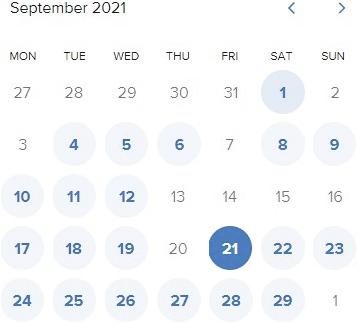 September 2021
MON TUE WED THU FRI SAT SUN
27 28 29 30 31 1 2
3 4 5 6 7 8 9
10 11 12 13 14 15 16
17 18 19 20 21 22 23
24 25 26 27 28 29 1